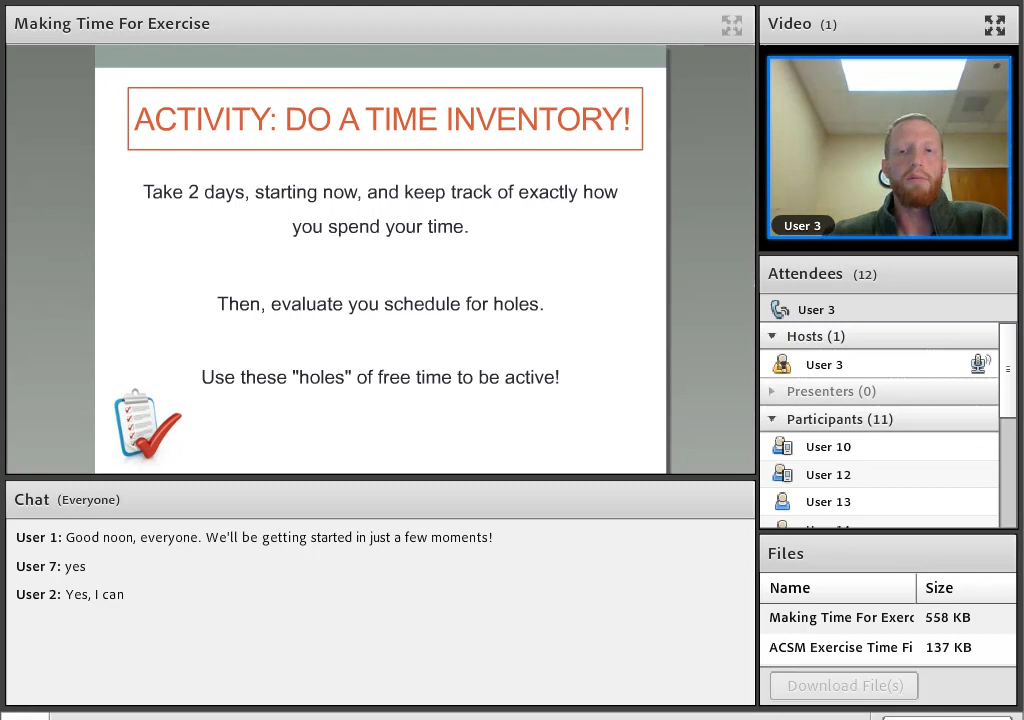 Making Time For Exercise
ACTIVITY: DO A TIME INVENTORY!
Take 2 days, starting now, and keep track of exactly how
you spend your time.
Then, evaluate you schedule for holes.
Use these "holes" of free time to be active!
Chat (Everyone)
User 1: Good noon, everyone. We'll be getting started in just a few moments!
User 7: yes
User 2: Yes, I can
Video (1)
User 3
Attendees (12)
User 3
Hosts (1)
User 3
Presenters (0)
Participants (11)
User 10
User 12
User 13
Files
Name Size
Making Time For Exerc 558 KB
ACSM Exercise Time Fi 137 KB
Download File(s)